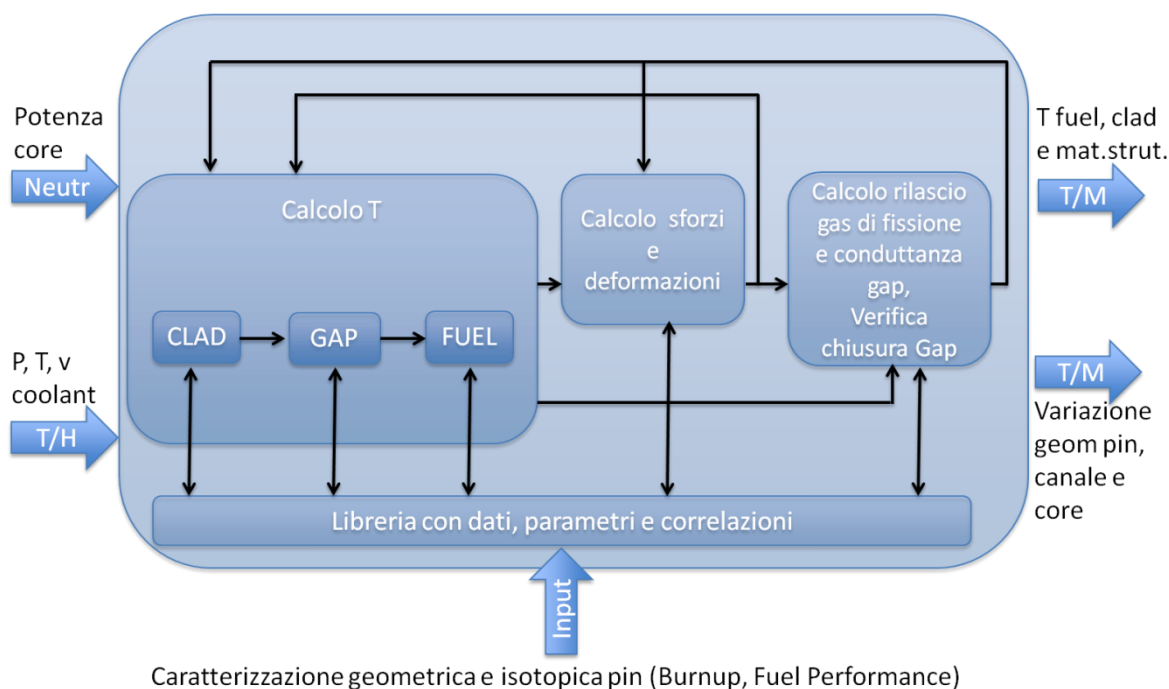 Potenza
core
Neutr
P, T, v
coolant
T/H
Calcolo T
CLAD
GAP
FUEL
Calcolo sforzi
e
deformazioni
Calcolo rilascio
gas di fissione
e conduttanza
gap,
Verifica
chiusura Gap
T fuel, clad
e mat.strut.
T/M
T/M
Variazione
geom pin,
canale e
core
Libreria con dati, parametri e correlazioni
Input
Caratterizzazione geometrica e isotopica pin (Burnup, Fuel Performance)